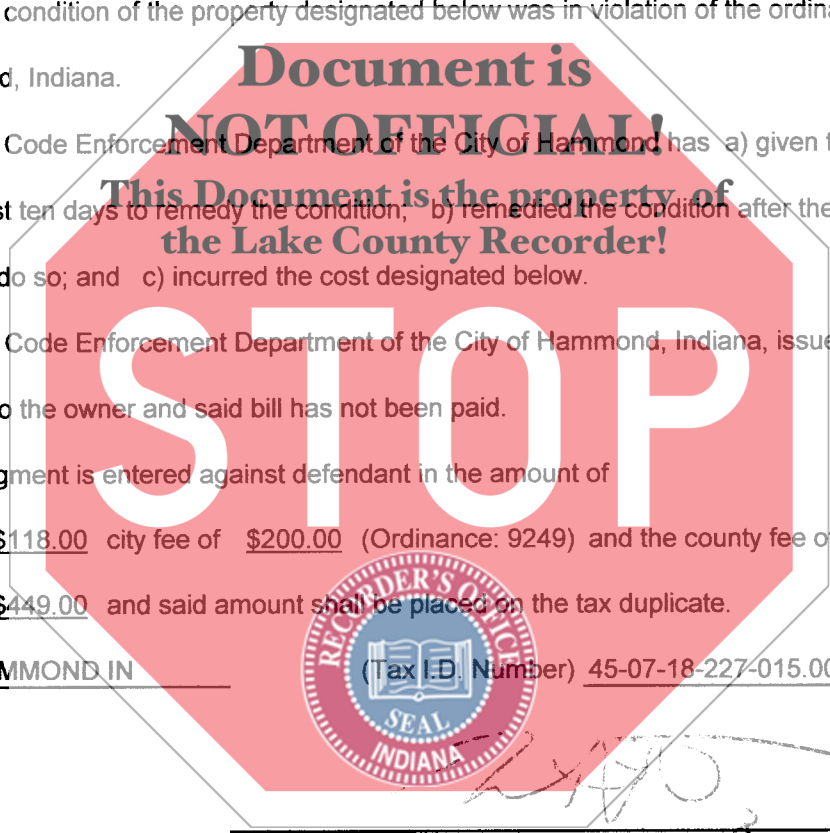 condition of the property designated below was in violation of the
Document is
d, Indiana.
NOT OFFICIAL!
Code Enforcement Department of the City of Hammond has a) given
This Document is the property of
ten days to remedy the condition; b) remedied the condition after the
the Lake County Recorder!
do so; and c) incurred the cost designated below.
STOP
Code Enforcement Department of the City of Hammond, Indiana, issue
o the owner and said bill has not been paid.
gment is entered against defendant in the amount of
$118.00 city fee of $200.00 (Ordinance: 9249) and the county fee
$449.00 and said amount shall be placed on the tax duplicate.
RECORDER'S OFFICE
MMOND IN (Tax I.D. Number) 45-07-18-227-015.00
SEAL
INDIANA